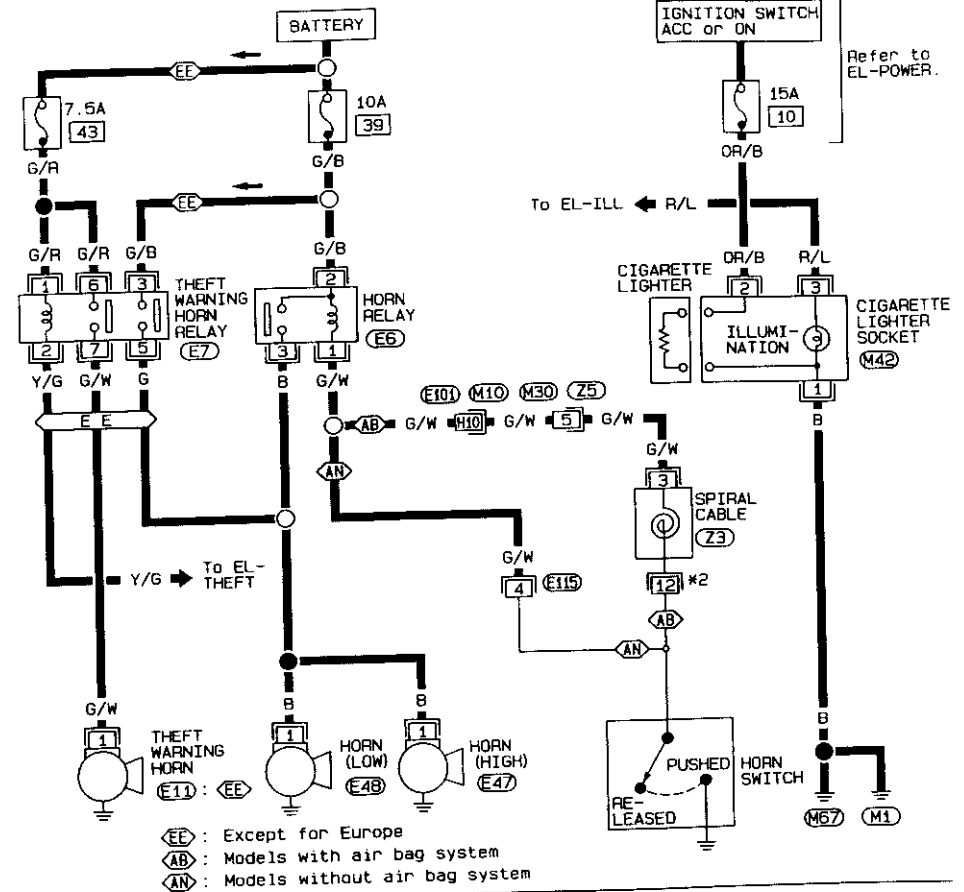 BATTERY
IGNITION SWITCH
ACC or ON
Refer to
EL-POWER.
EE
7.5A
43
10A
39
15A
10
G/R
G/B
OR/B
EE
To EL-ILL
R/L
G/R
G/R
G/B
G/B
OR/B
R/L
1
6
3
THEFT
WARNING
HORN
RELAY
E7
2
7
5
2
HORN
RELAY
E6
3
1
CIGARETTE
LIGHTER
2
3
ILLUMI-
NATION
CIGARETTE
LIGHTER
SOCKET
M42
1
Y/G
G/W
G
B
G/W
B
E E
E101
M10
M30
Z5
AB
G/W
H10
G/W
5
G/W
G/W
AN
3
SPIRAL
CABLE
Z3
12
*2
AB
G/W
4
E115
AN
Y/G
To EL-
THEFT
G/W
B
B
B
1
THEFT
WARNING
HORN
E11
:
EE
1
HORN
(LOW)
E48
1
HORN
(HIGH)
E47
PUSHED
RE-
LEASED
HORN
SWITCH
M67
M1
EE : Except for Europe
AB : Models with air bag system
AN : Models without air bag system